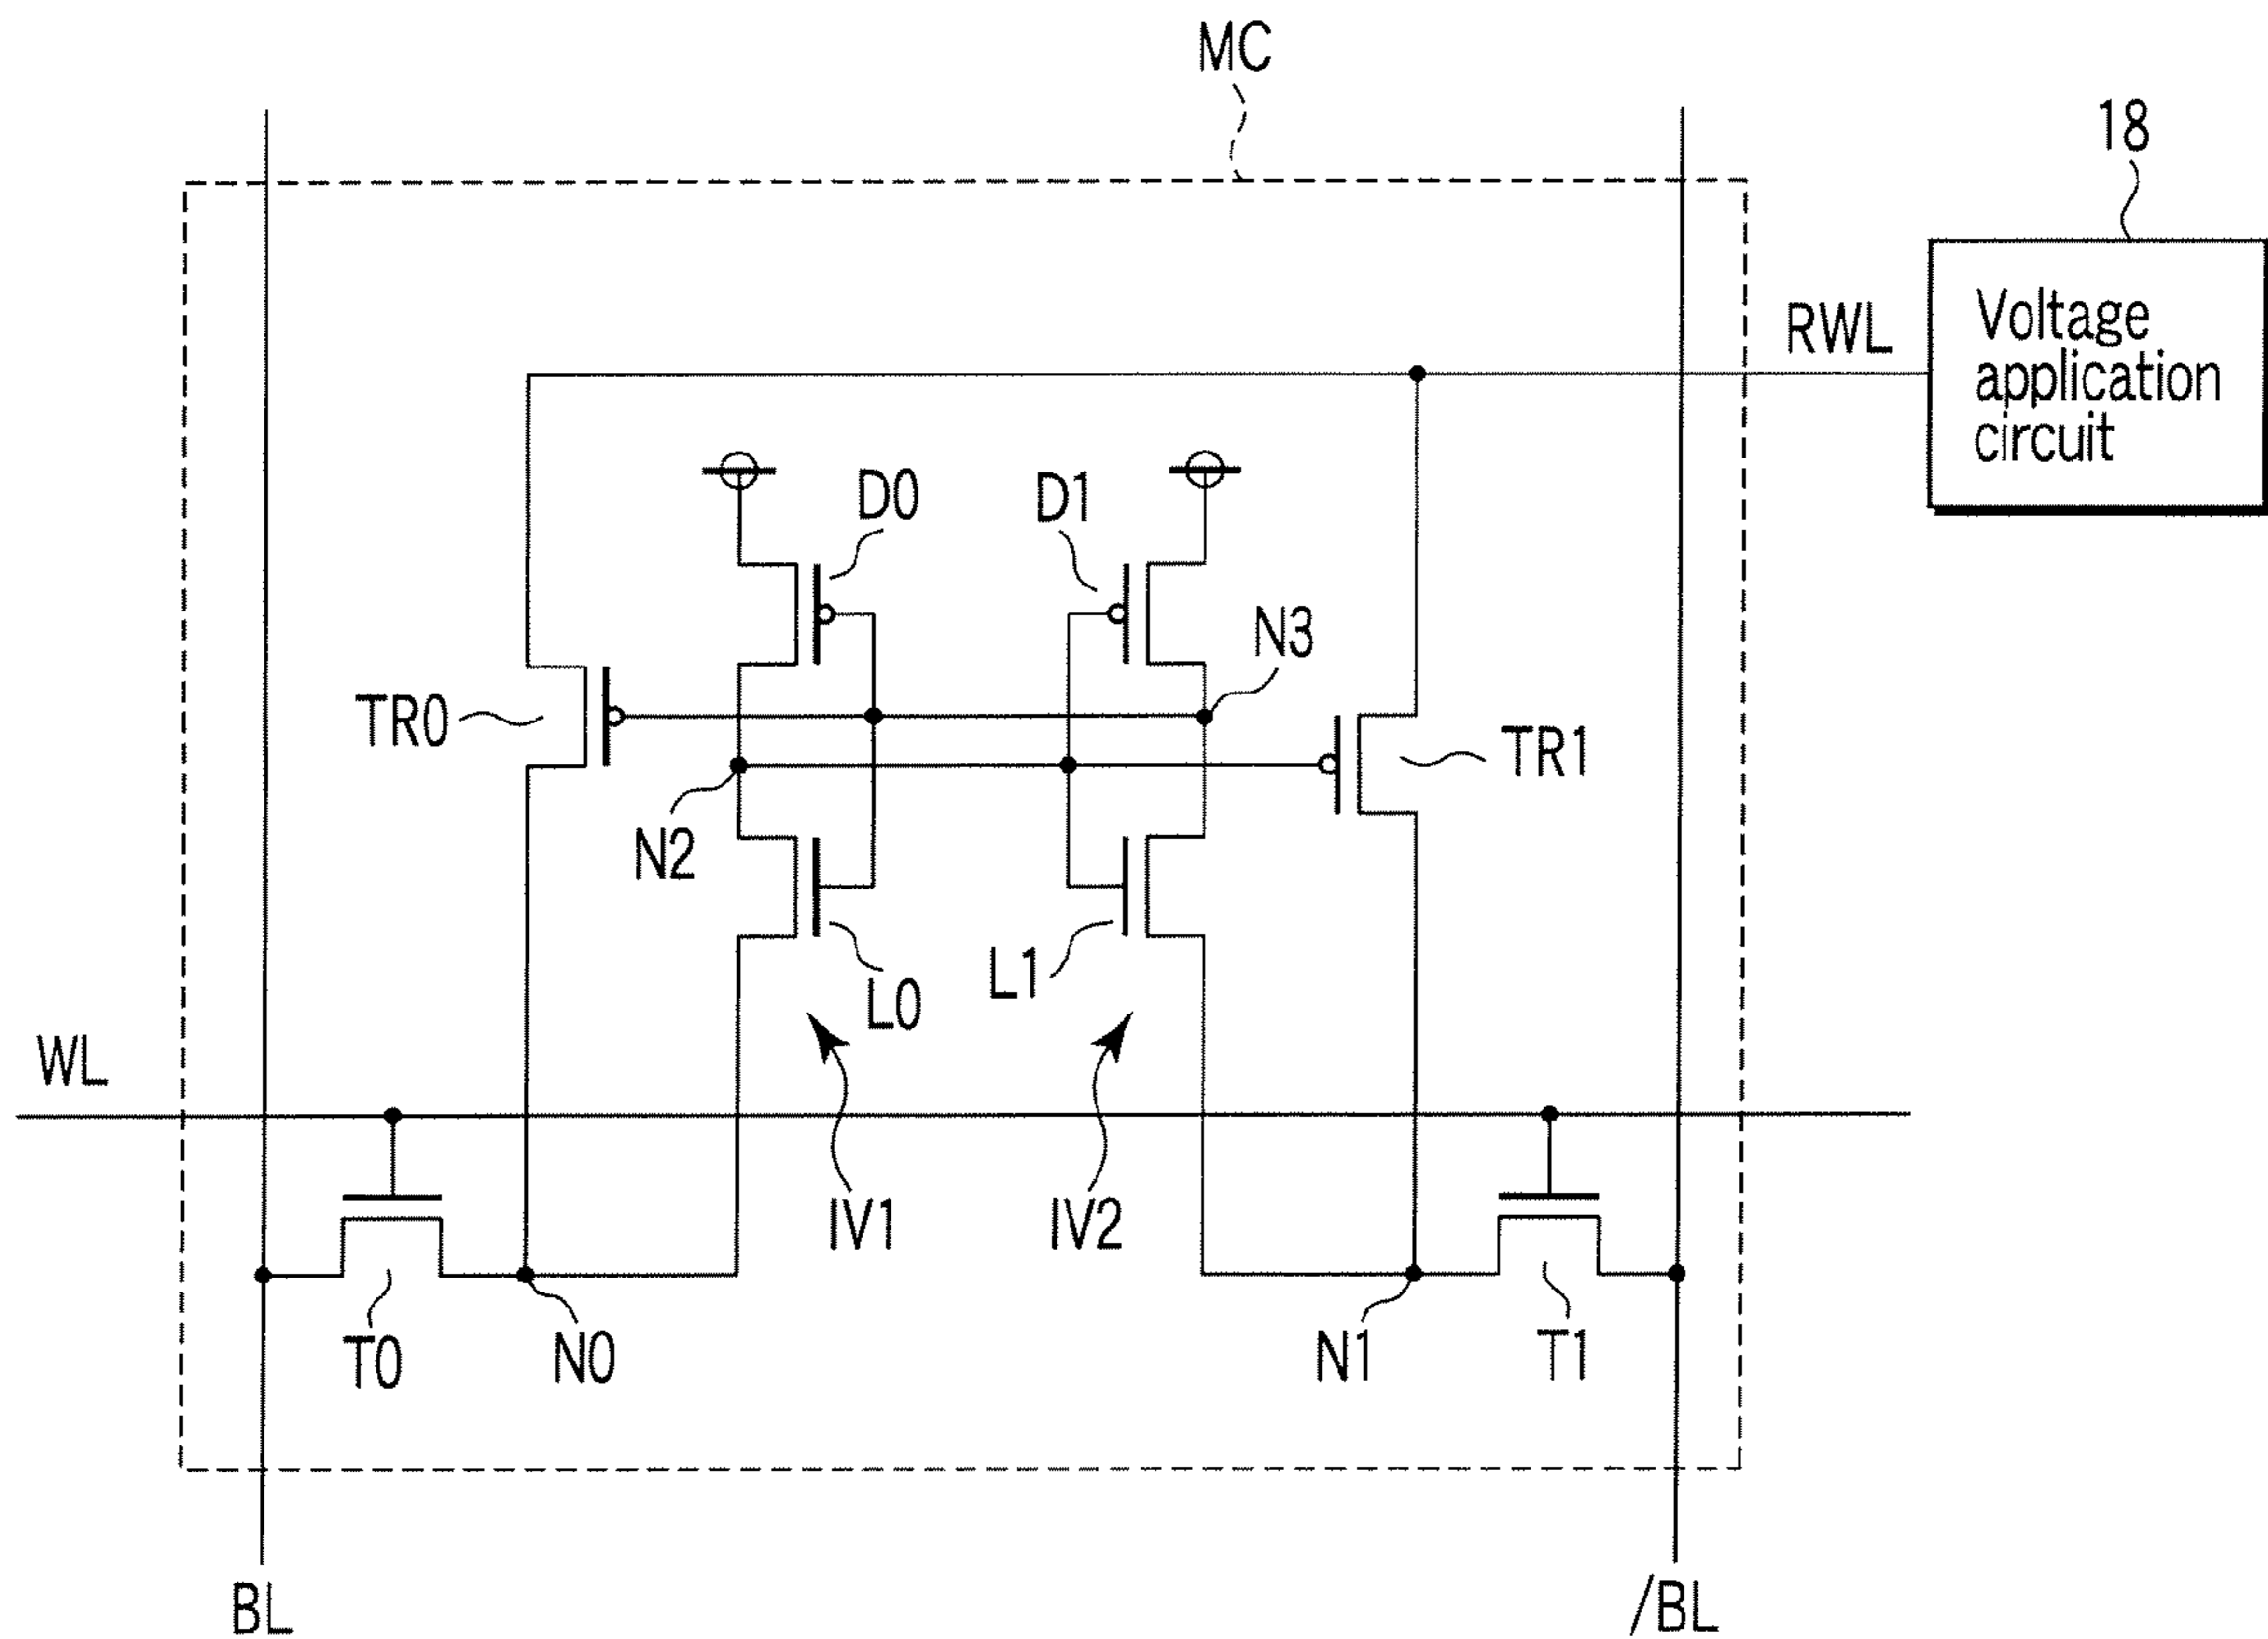 MC
18
RWL
Voltage
application
circuit
D0
D1
N3
TR0
TR1
N2
L0
L1
WL
IV1
IV2
T0
N0
N1
T1
BL
/BL